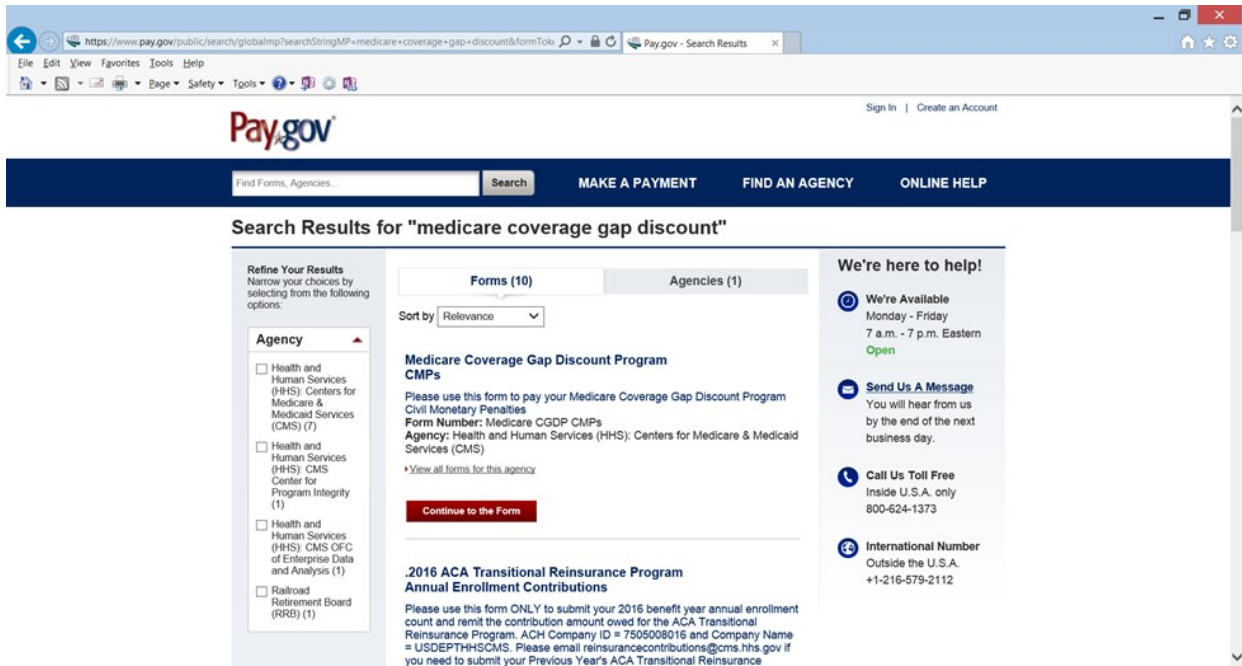 https://www.pay.gov/public/search/globalmp?searchStringMP=medicare+coverage+gap+discount&formToke
Pay.gov - Search Results
File Edit View Favorites Tools Help
Page Safety Tools
Sign In | Create an Account
Pay.gov
Find Forms, Agencies...
Search
MAKE A PAYMENT
FIND AN AGENCY
ONLINE HELP
Search Results for "medicare coverage gap discount"
Refine Your Results
Narrow your choices by
selecting from the following
options:
Agency
Health and
Human Services
(HHS): Centers for
Medicare &
Medicaid Services
(CMS) (7)
Health and
Human Services
(HHS): CMS
Center for
Program Integrity
(1)
Health and
Human Services
(HHS): CMS OFC
of Enterprise Data
and Analysis (1)
Railroad
Retirement Board
(RRB) (1)
Forms (10)
Agencies (1)
Sort by Relevance
Medicare Coverage Gap Discount Program
CMPs
Please use this form to pay your Medicare Coverage Gap Discount Program
Civil Monetary Penalties
Form Number: Medicare CGDP CMPs
Agency: Health and Human Services (HHS): Centers for Medicare & Medicaid
Services (CMS)
View all forms for this agency
Continue to the Form
.2016 ACA Transitional Reinsurance Program
Annual Enrollment Contributions
Please use this form ONLY to submit your 2016 benefit year annual enrollment
count and remit the contribution amount owed for the ACA Transitional
Reinsurance Program. ACH Company ID = 7505008016 and Company Name
= USDEPTHHSCMS. Please email reinsurancecontributions@cms.hhs.gov if
you need to submit your Previous Year's ACA Transitional Reinsurance
We're here to help!
We're Available
Monday - Friday
7 a.m. - 7 p.m. Eastern
Open
Send Us A Message
You will hear from us
by the end of the next
business day.
Call Us Toll Free
Inside U.S.A. only
800-624-1373
International Number
Outside the U.S.A.
+1-216-579-2112